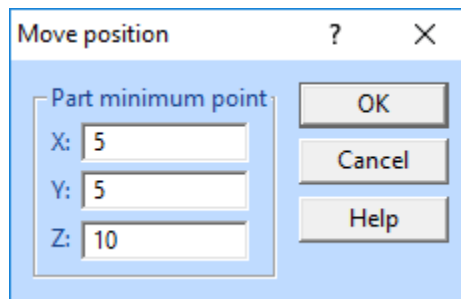 Move position ?
Part minimum point
X: 5
Y: 5
Z: 10
OK
Cancel
Help